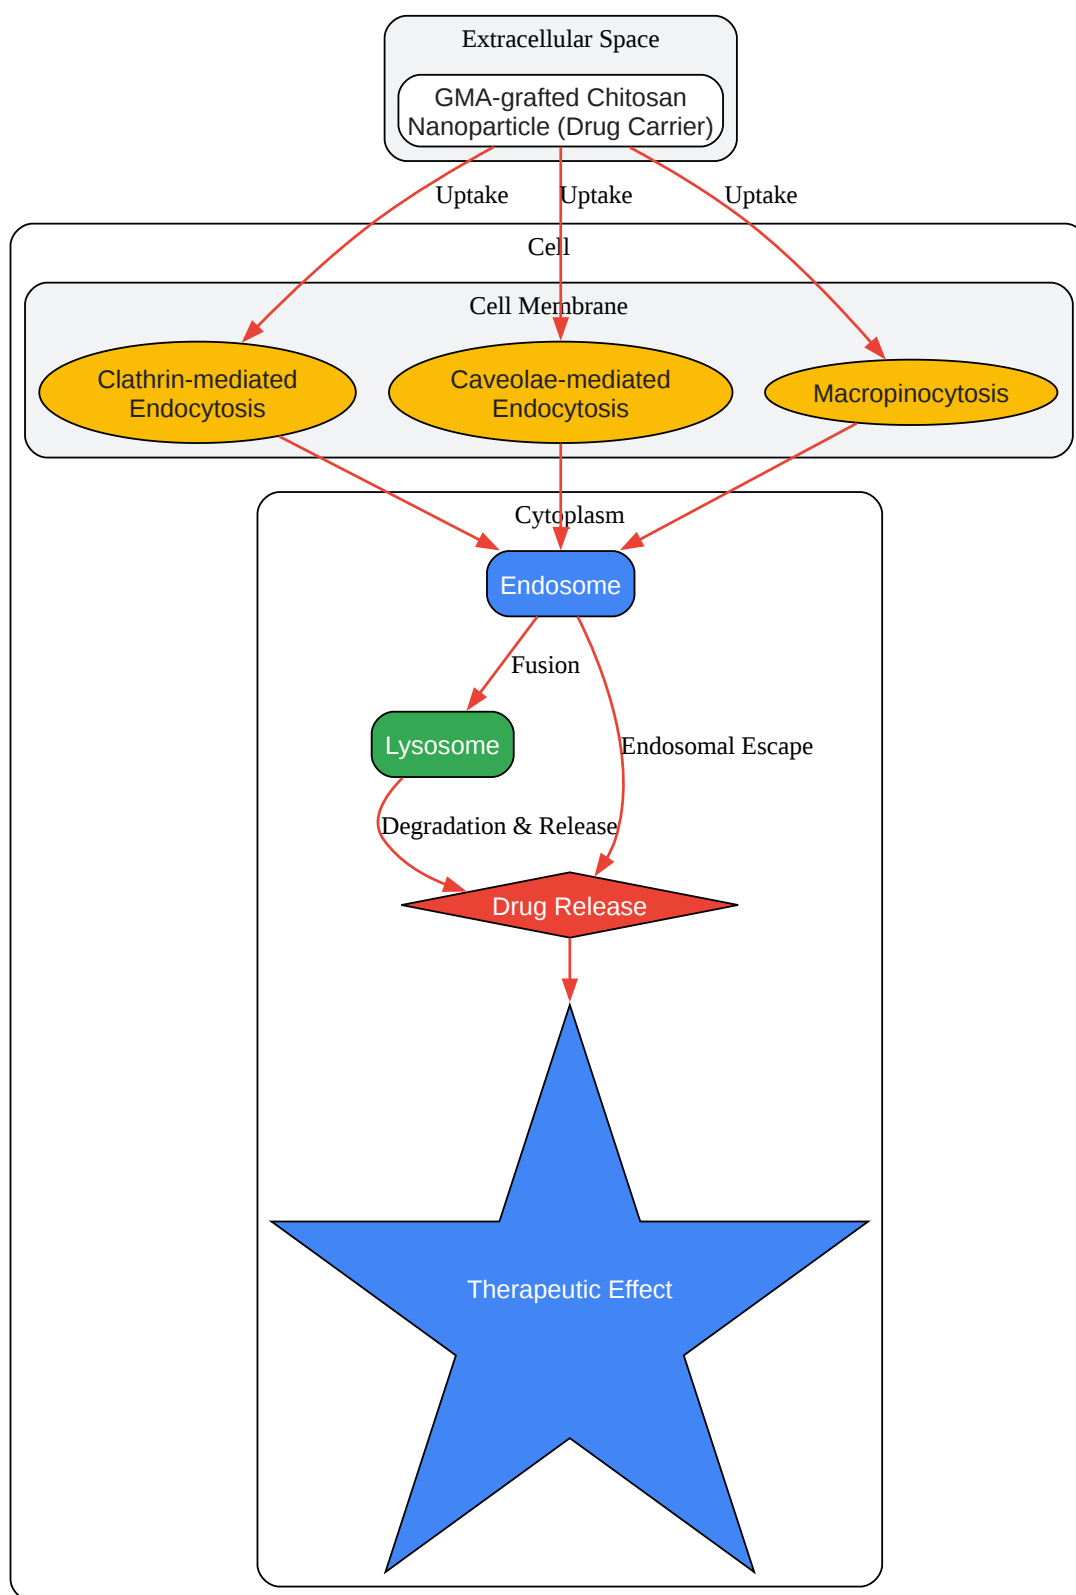 Extracellular Space
GMA-grafted Chitosan
Nanoparticle (Drug Carrier)
Uptake
Uptake
Uptake
Cell
Cell Membrane
Clathrin-mediated
Endocytosis
Caveolae-mediated
Endocytosis
Macropinocytosis
Cytoplasm
Endosome
Fusion
Lysosome
Endosomal Escape
Degradation & Release
Drug Release
Therapeutic Effect